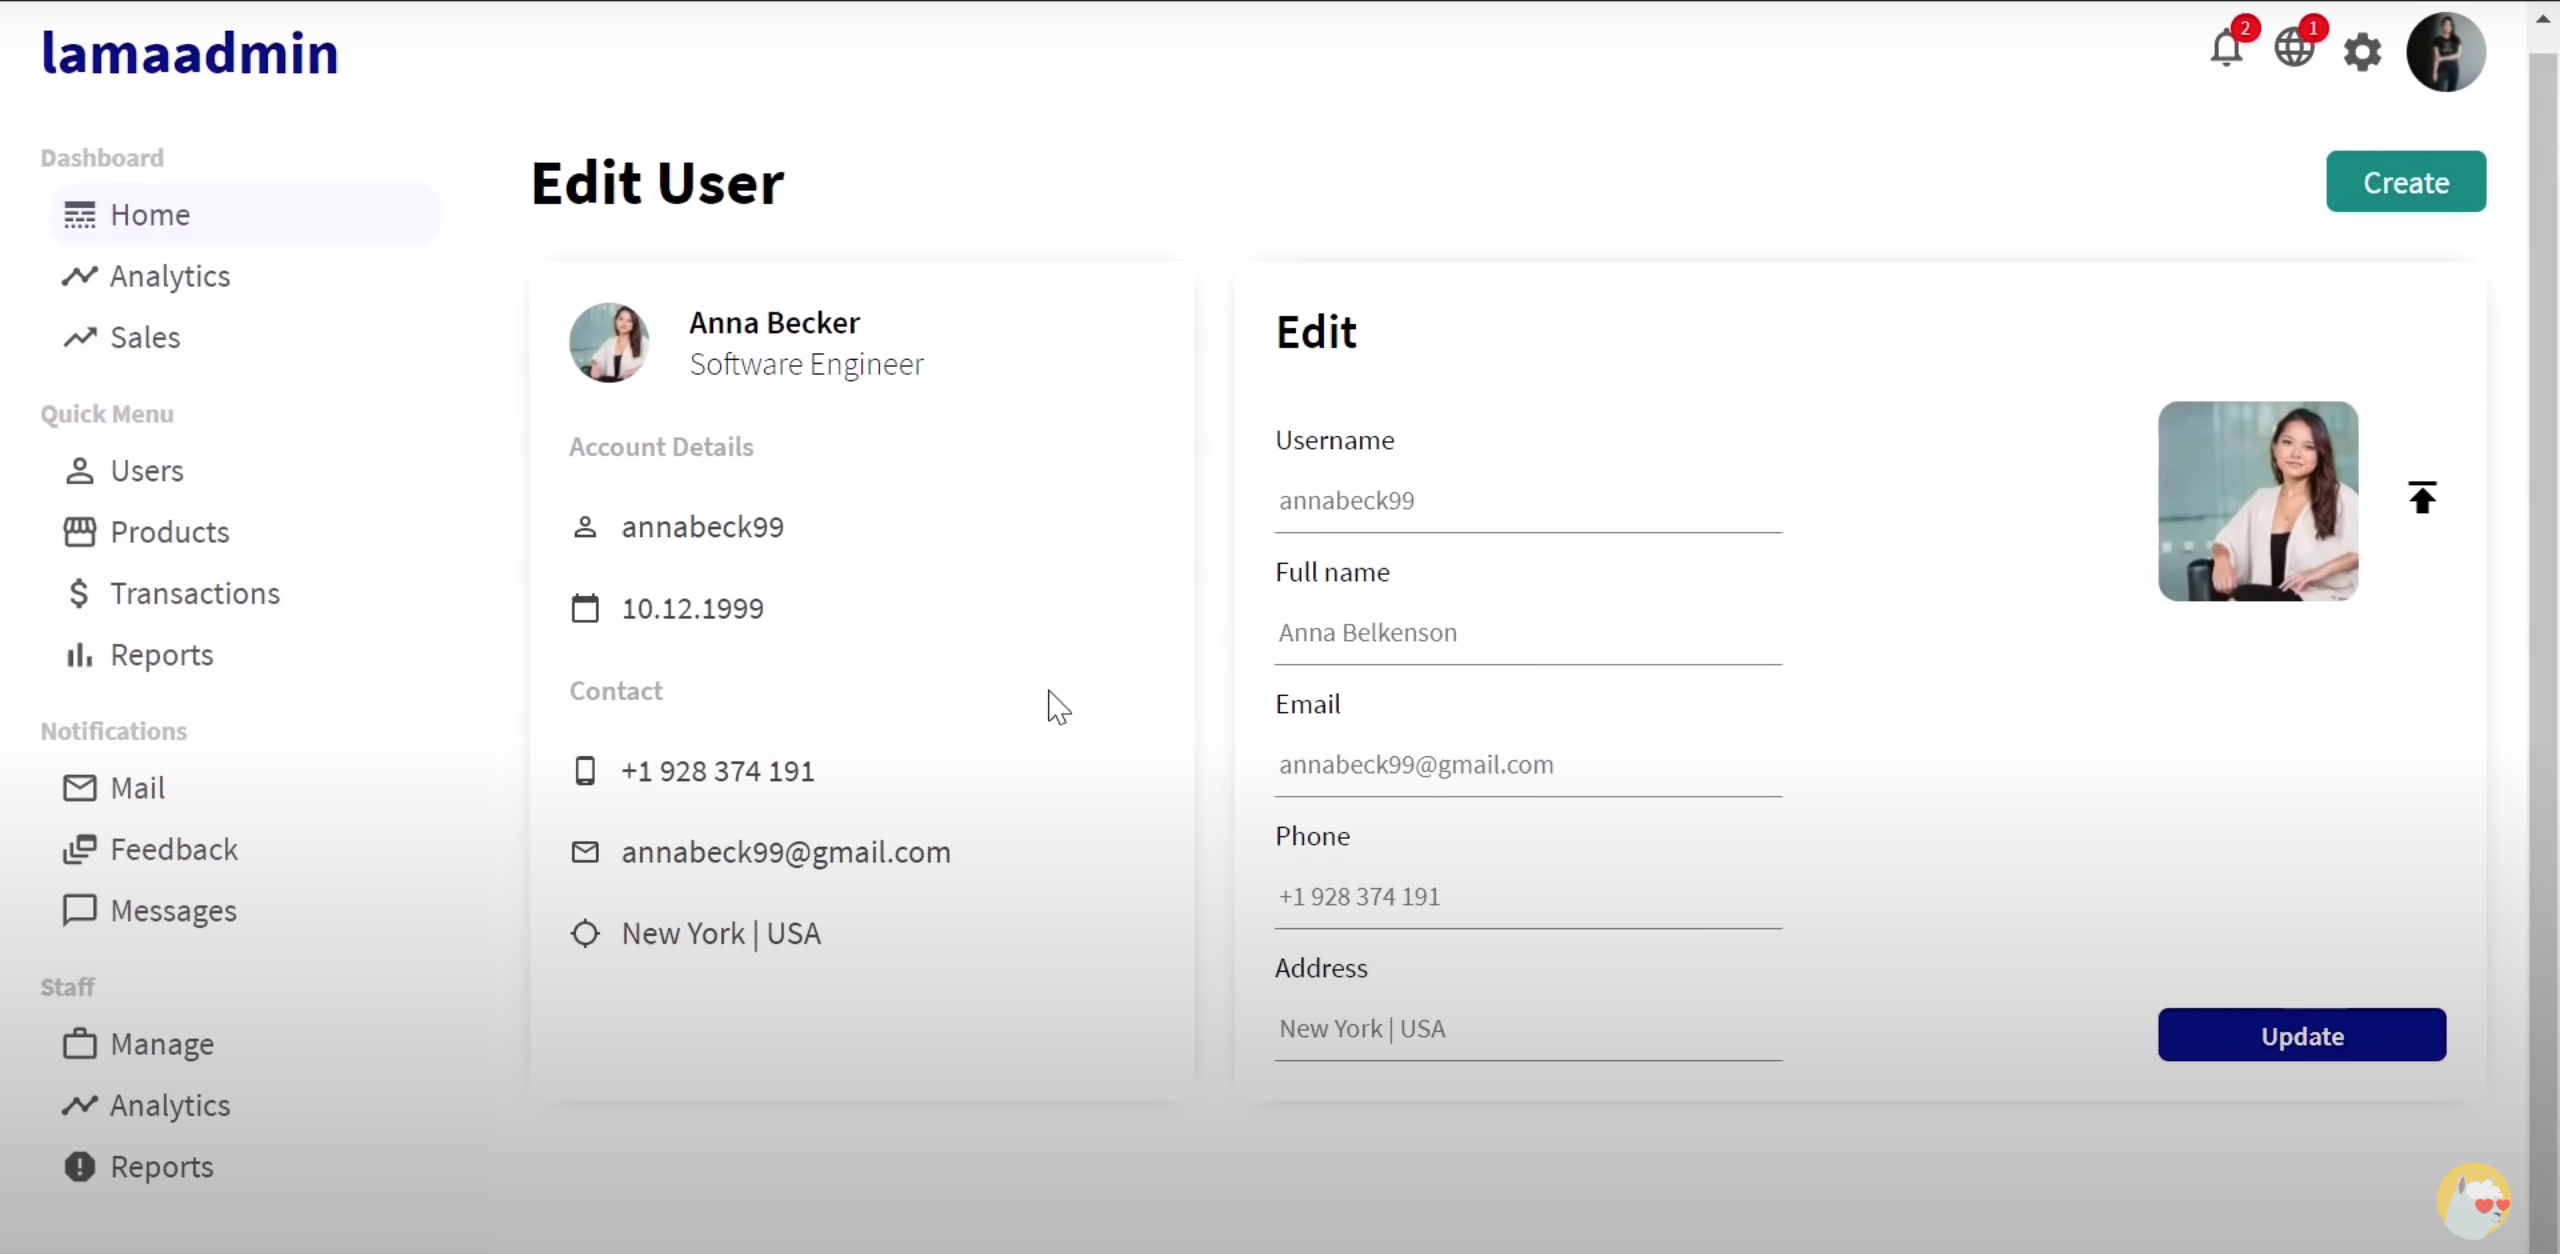 lamaadmin
2
1
Dashboard
Home
Analytics
Sales
Quick Menu
Users
Products
Transactions
Reports
Notifications
Mail
Feedback
Messages
Staff
Manage
Analytics
Reports
Edit User
Create
Anna Becker
Software Engineer
Account Details
annabeck99
10.12.1999
Contact
+1 928 374 191
annabeck99@gmail.com
New York | USA
Edit
Username
annabeck99
Full name
Anna Belkenson
Email
annabeck99@gmail.com
Phone
+1 928 374 191
Address
New York | USA
Update